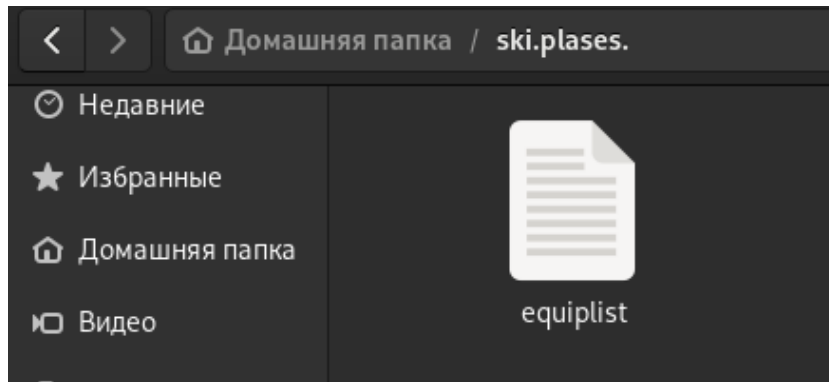 Домашняя папка / ski.plases.
Недавние
Избранные
Домашняя папка
Видео
equiplist